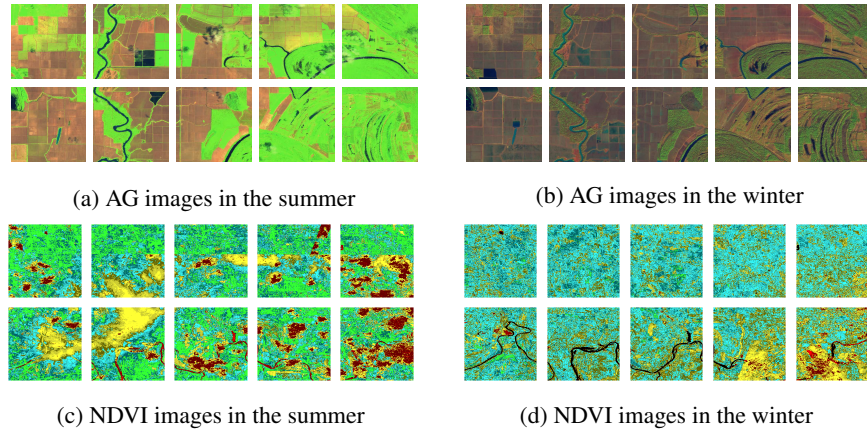 (a) AG images in the summer
(b) AG images in the winter
(c) NDVI images in the summer
(d) NDVI images in the winter